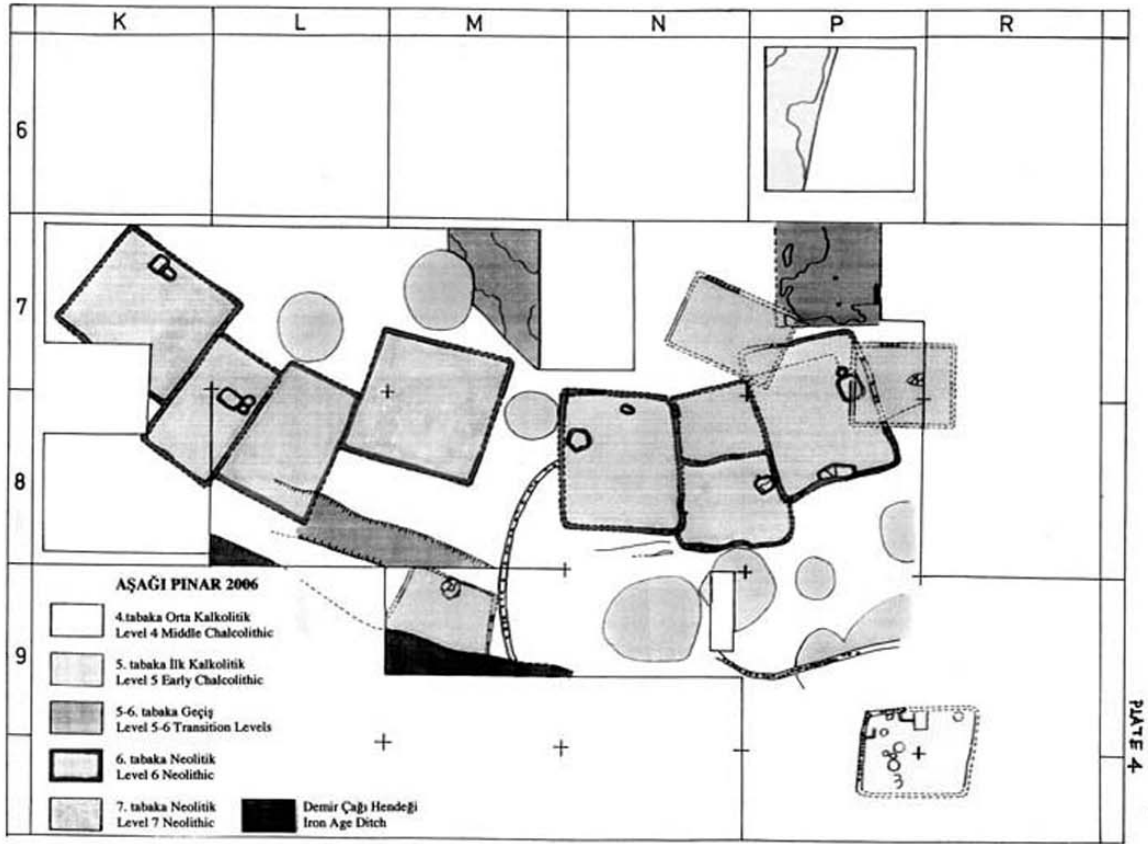 K L M N P R
6
7
8
9
AŞAĞI PINAR 2006
4.tabaka Orta Kalkolitik
Level 4 Middle Chalcolithic
5. tabaka İlk Kalkolitik
Level 5 Early Chalcolithic
5-6. tabaka Geçiş
Level 5-6 Transition Levels
6. tabaka Neolitik
Level 6 Neolithic
7. tabaka Neolitik
Level 7 Neolithic
Demir Çağı Hendeği
Iron Age Ditch
PLATE 4